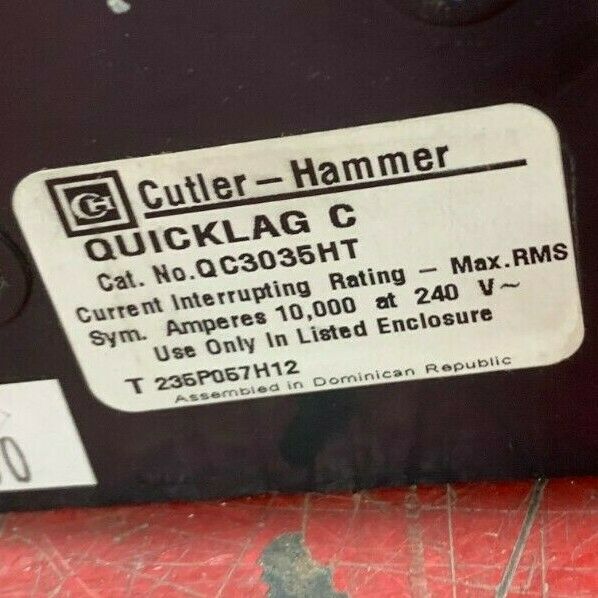 CH Cutler-Hammer
QUICKLAG C
Cat. No.QC3035HT
Current Interrupting Rating - Max.RMS
Sym. Amperes 10,000 at 240 V~
Use Only In Listed Enclosure
T 235P057H12
Assembled in Dominican Republic